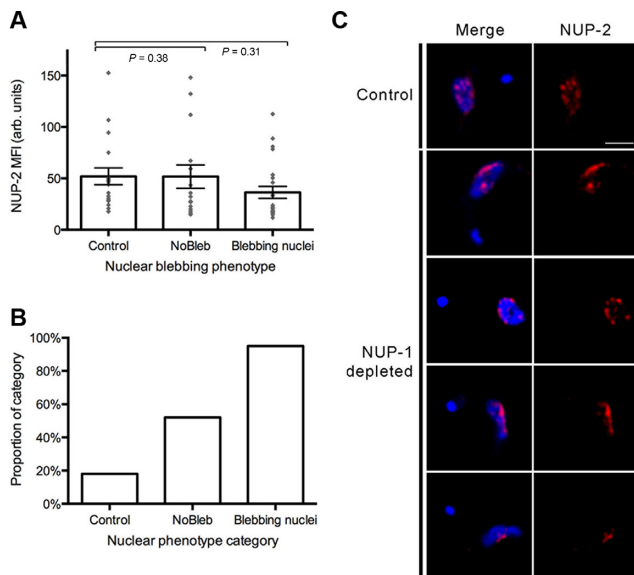 A
P = 0.38
P = 0.31
NUP-2 MFI (arb. units)
150
100
50
0
Control
NoBleb
Blebbing nuclei
Nuclear blebbing phenotype
B
Proportion of category
100%
80%
60%
40%
20%
0%
Control
NoBleb
Blebbing nuclei
Nuclear phenotype category
C
Merge
NUP-2
Control
NUP-1
depleted